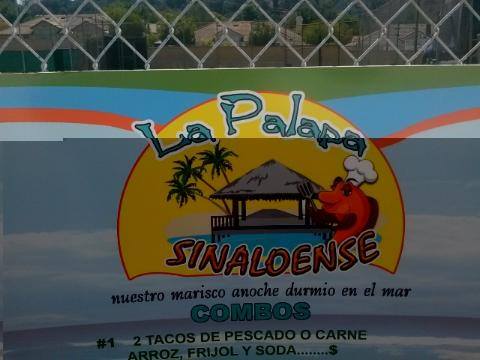 La Palapa
SINALOENSE
nuestro marisco anoche durmio en el mar
COMBOS
#1 2 TACOS DE PESCADO O CARNE
ARROZ, FRIJOL Y SODA........$